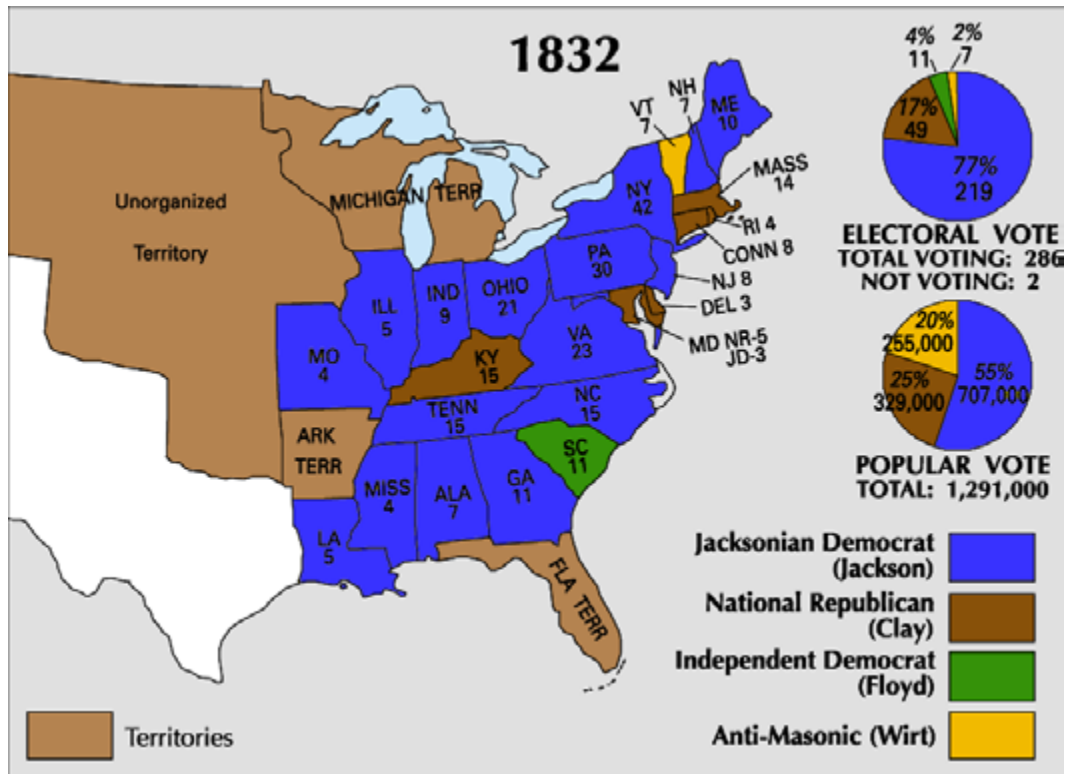 1832
Unorganized
Territory
MICHIGAN TERR
VT
7
NH
7
ME
10
MASS
14
NY
42
RI 4
CONN 8
PA
30
NJ 8
DEL 3
MD NR-5
JD-3
ILL
5
IND
9
OHIO
21
VA
23
MO
4
KY
15
NC
15
TENN
15
ARK
TERR
SC
11
MISS
4
ALA
7
GA
11
LA
5
FLA TERR
4%
11
2%
7
17%
49
77%
219
ELECTORAL VOTE
TOTAL VOTING: 286
NOT VOTING: 2
20%
255,000
25%
329,000
55%
707,000
POPULAR VOTE
TOTAL: 1,291,000
Jacksonian Democrat
(Jackson)
National Republican
(Clay)
Independent Democrat
(Floyd)
Anti-Masonic (Wirt)
Territories